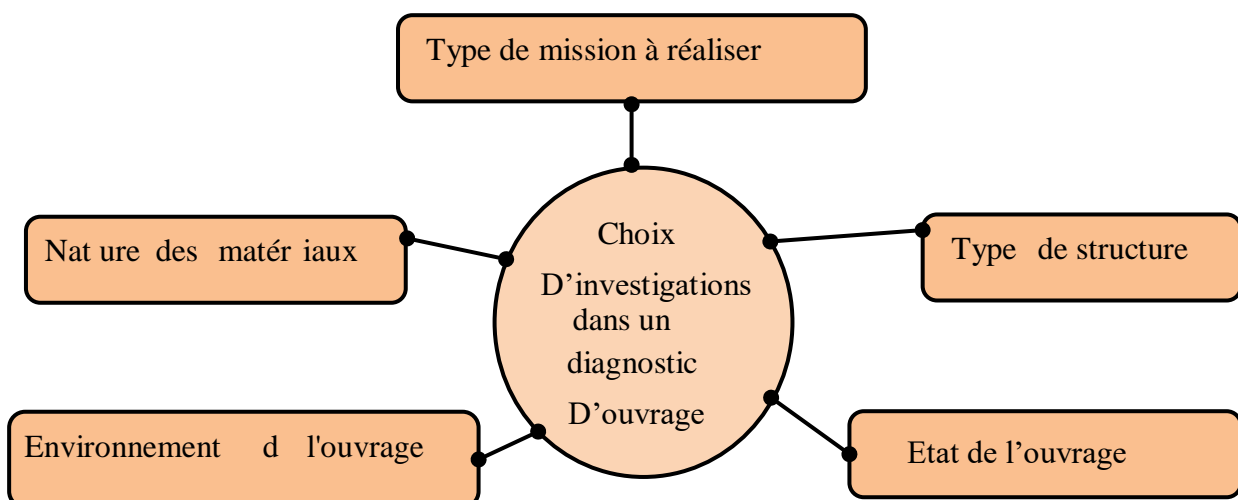 Type de mission à réaliser
Nat ure des matér iaux
Choix
D’investigations
dans un
diagnostic
D’ouvrage
Type de structure
Environnement d l'ouvrage
Etat de l’ouvrage